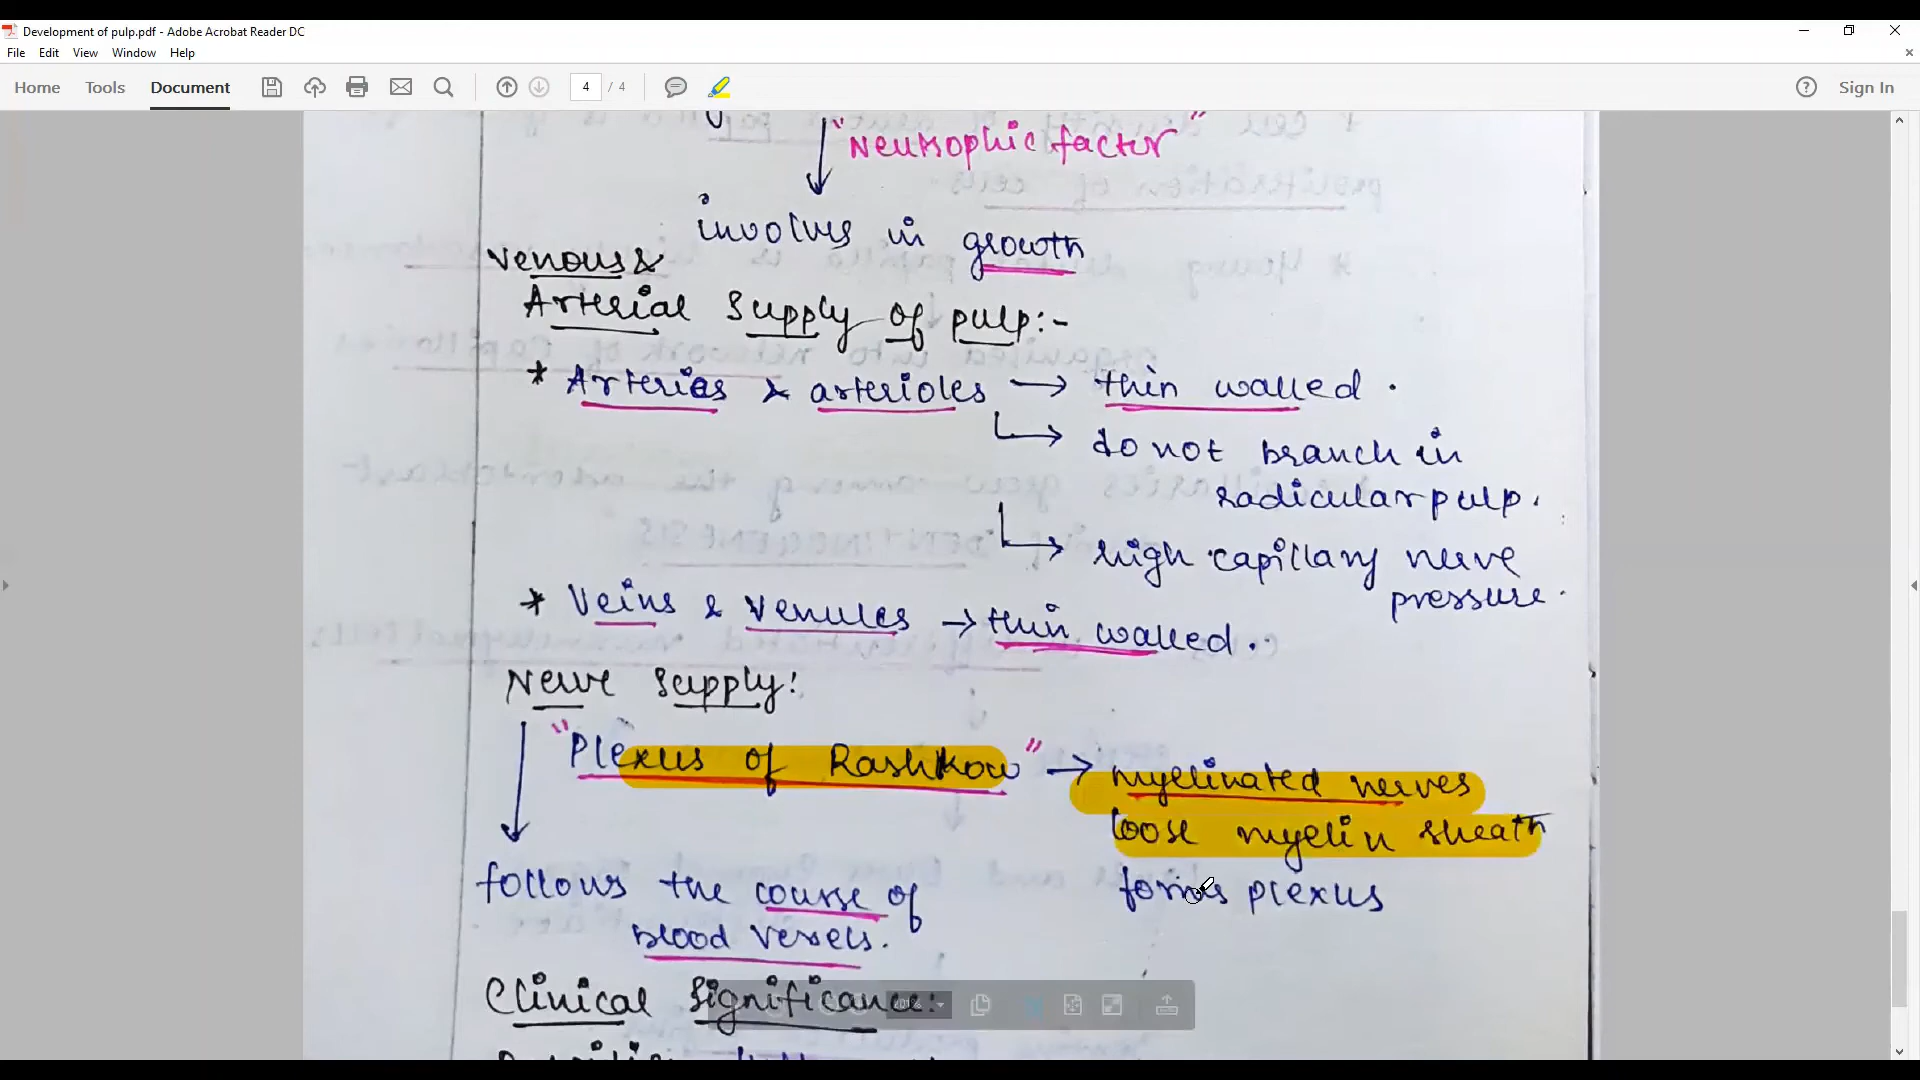 Development of pulp.pdf - Adobe Acrobat Reader DC
File Edit View Window Help
Home Tools Document 4 / 4 Sign In
"Neutrophic factor"
involves in growth
Venous &
Arterial Supply of pulp:-
* Arteries & arterioles → thin walled.
→ do not branch in
radicular pulp.
→ high capillary nerve
pressure.
* Veins & Venules → thin walled.
Nerve Supply:
"Plexus of Rashkow" → myelinated nerves
loose myelin sheath
forms plexus
follows the course of
blood vessels.
Clinical Significance:
201%